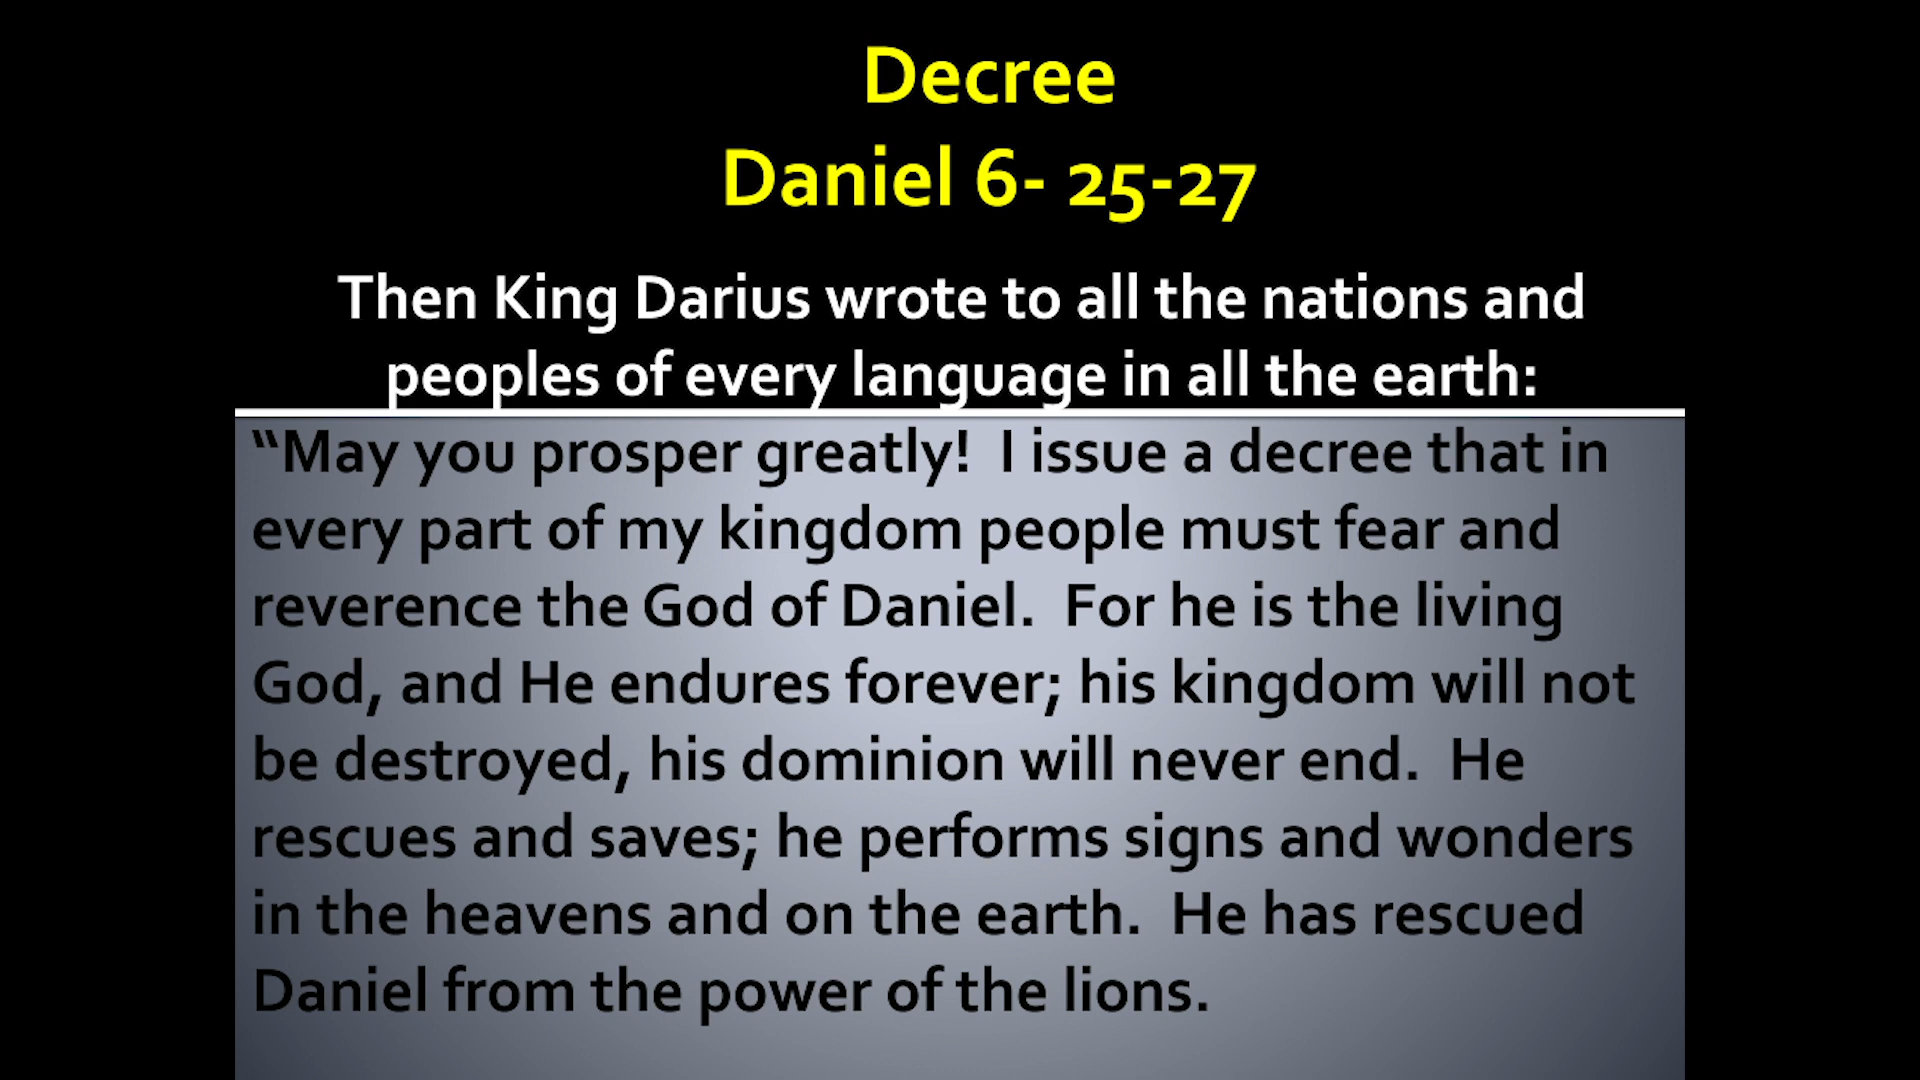 Decree
Daniel 6- 25-27
Then King Darius wrote to all the nations and
peoples of every language in all the earth:
“May you prosper greatly!  I issue a decree that in
every part of my kingdom people must fear and
reverence the God of Daniel.  For he is the living
God, and He endures forever; his kingdom will not
be destroyed, his dominion will never end.  He
rescues and saves; he performs signs and wonders
in the heavens and on the earth.  He has rescued
Daniel from the power of the lions.